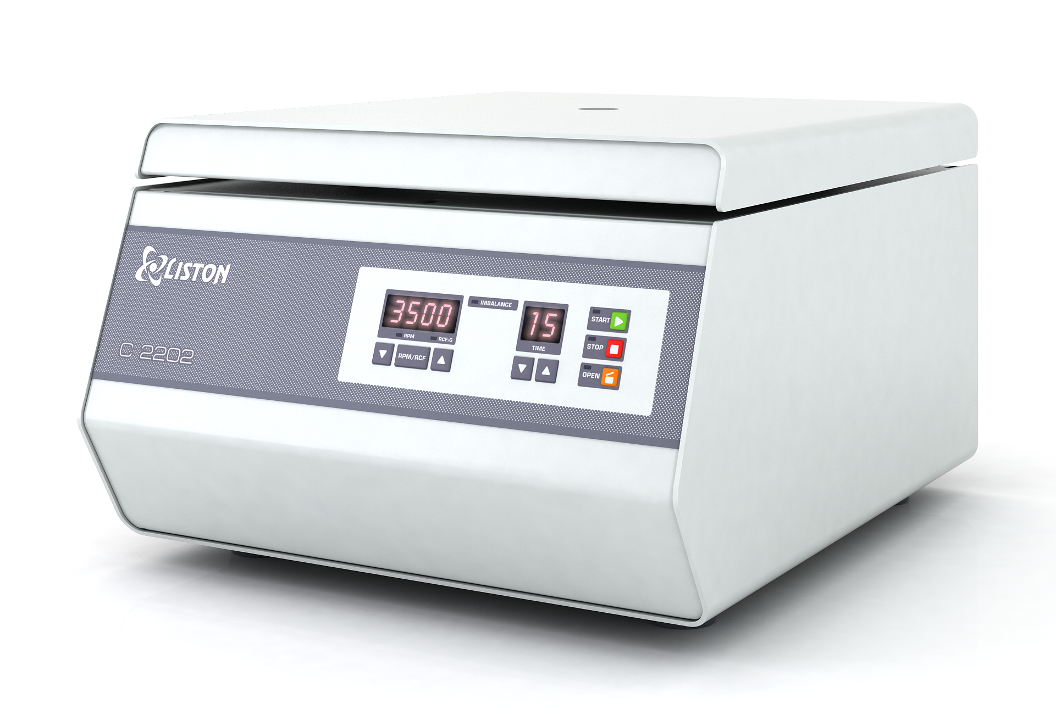 LISTON
C 2202
3500
RPM
RCF-G
RPM/RCF
IMBALANCE
15
TIME
START
STOP
OPEN